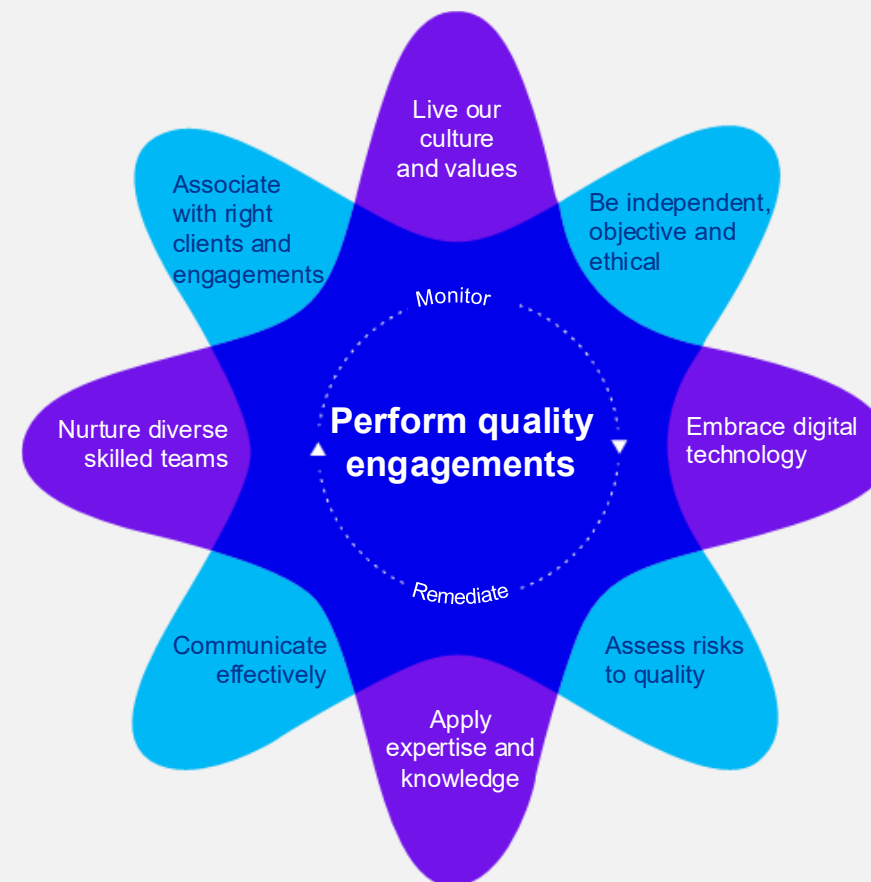 Live our
culture
and values
Be independent,
objective and
ethical
Embrace digital
technology
Assess risks
to quality
Apply
expertise and
knowledge
Communicate
effectively
Nurture diverse
skilled teams
Associate
with right
clients and
engagements
Monitor
Perform quality
engagements
Remediate